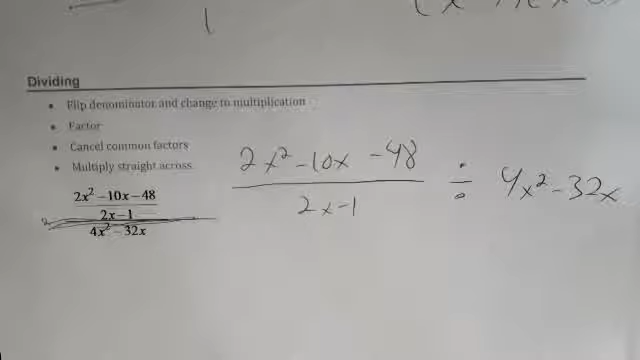 Dividing
• Flip denominator and change to multiplication
• Factor
• Cancel common factors
• Multiply straight across
2x² – 10x – 48
2x – 1
4x² – 32x
2x² - 10x - 48
2x - 1
÷ 4x² - 32x